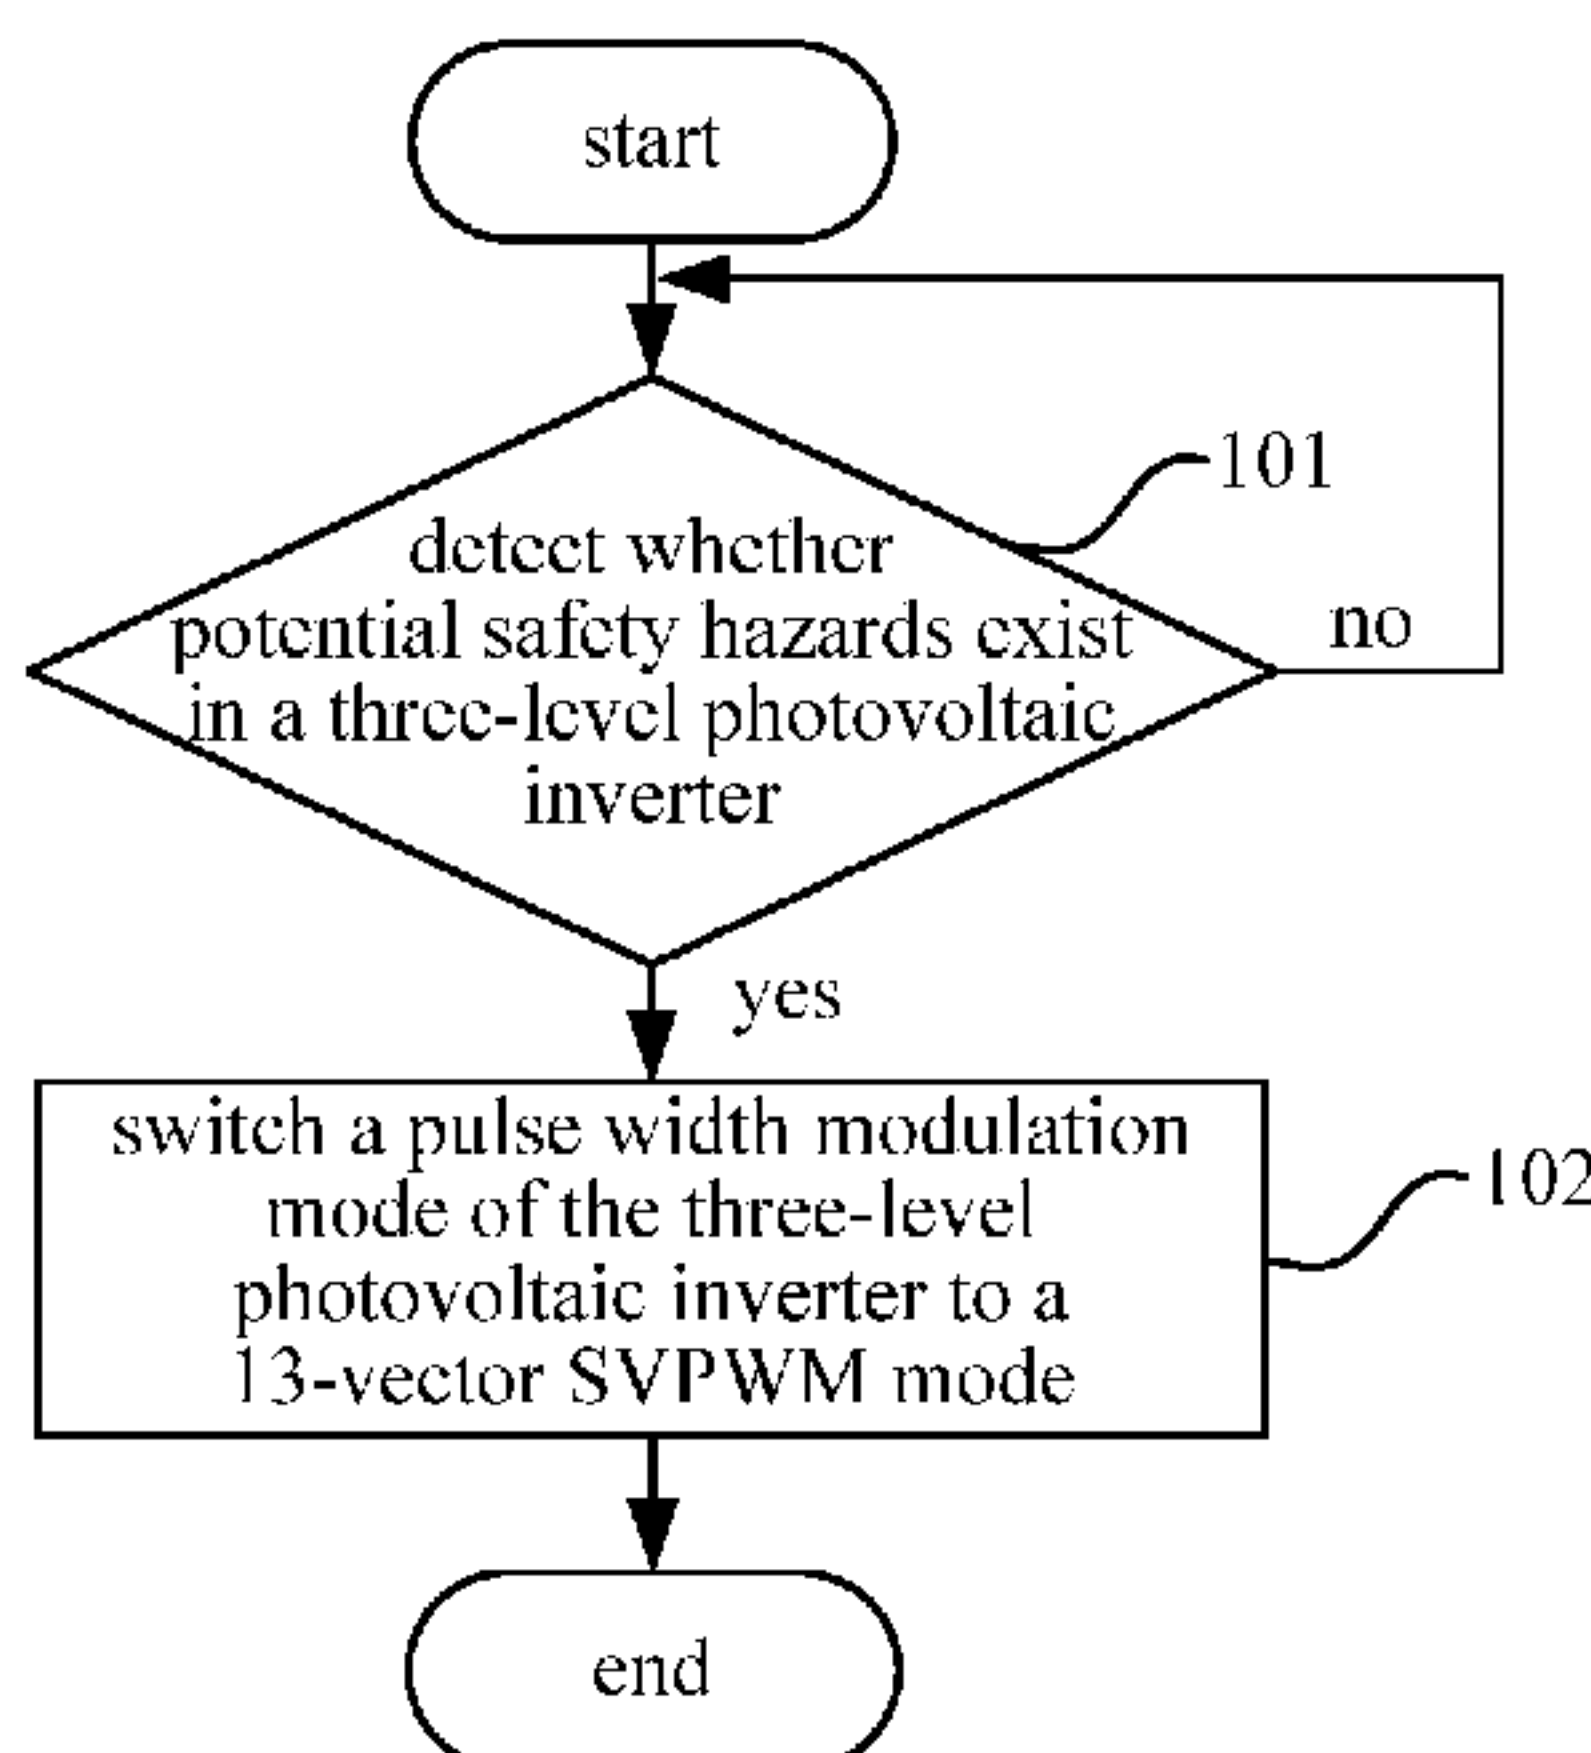 start
101
detect whether
potential safety hazards exist
no
in a three-level photovoltaic
inverter
yes
switch a pulse width modulation
mode of the three-level
102
photovoltaic inverter to a
13-vector SVPWM mode
end